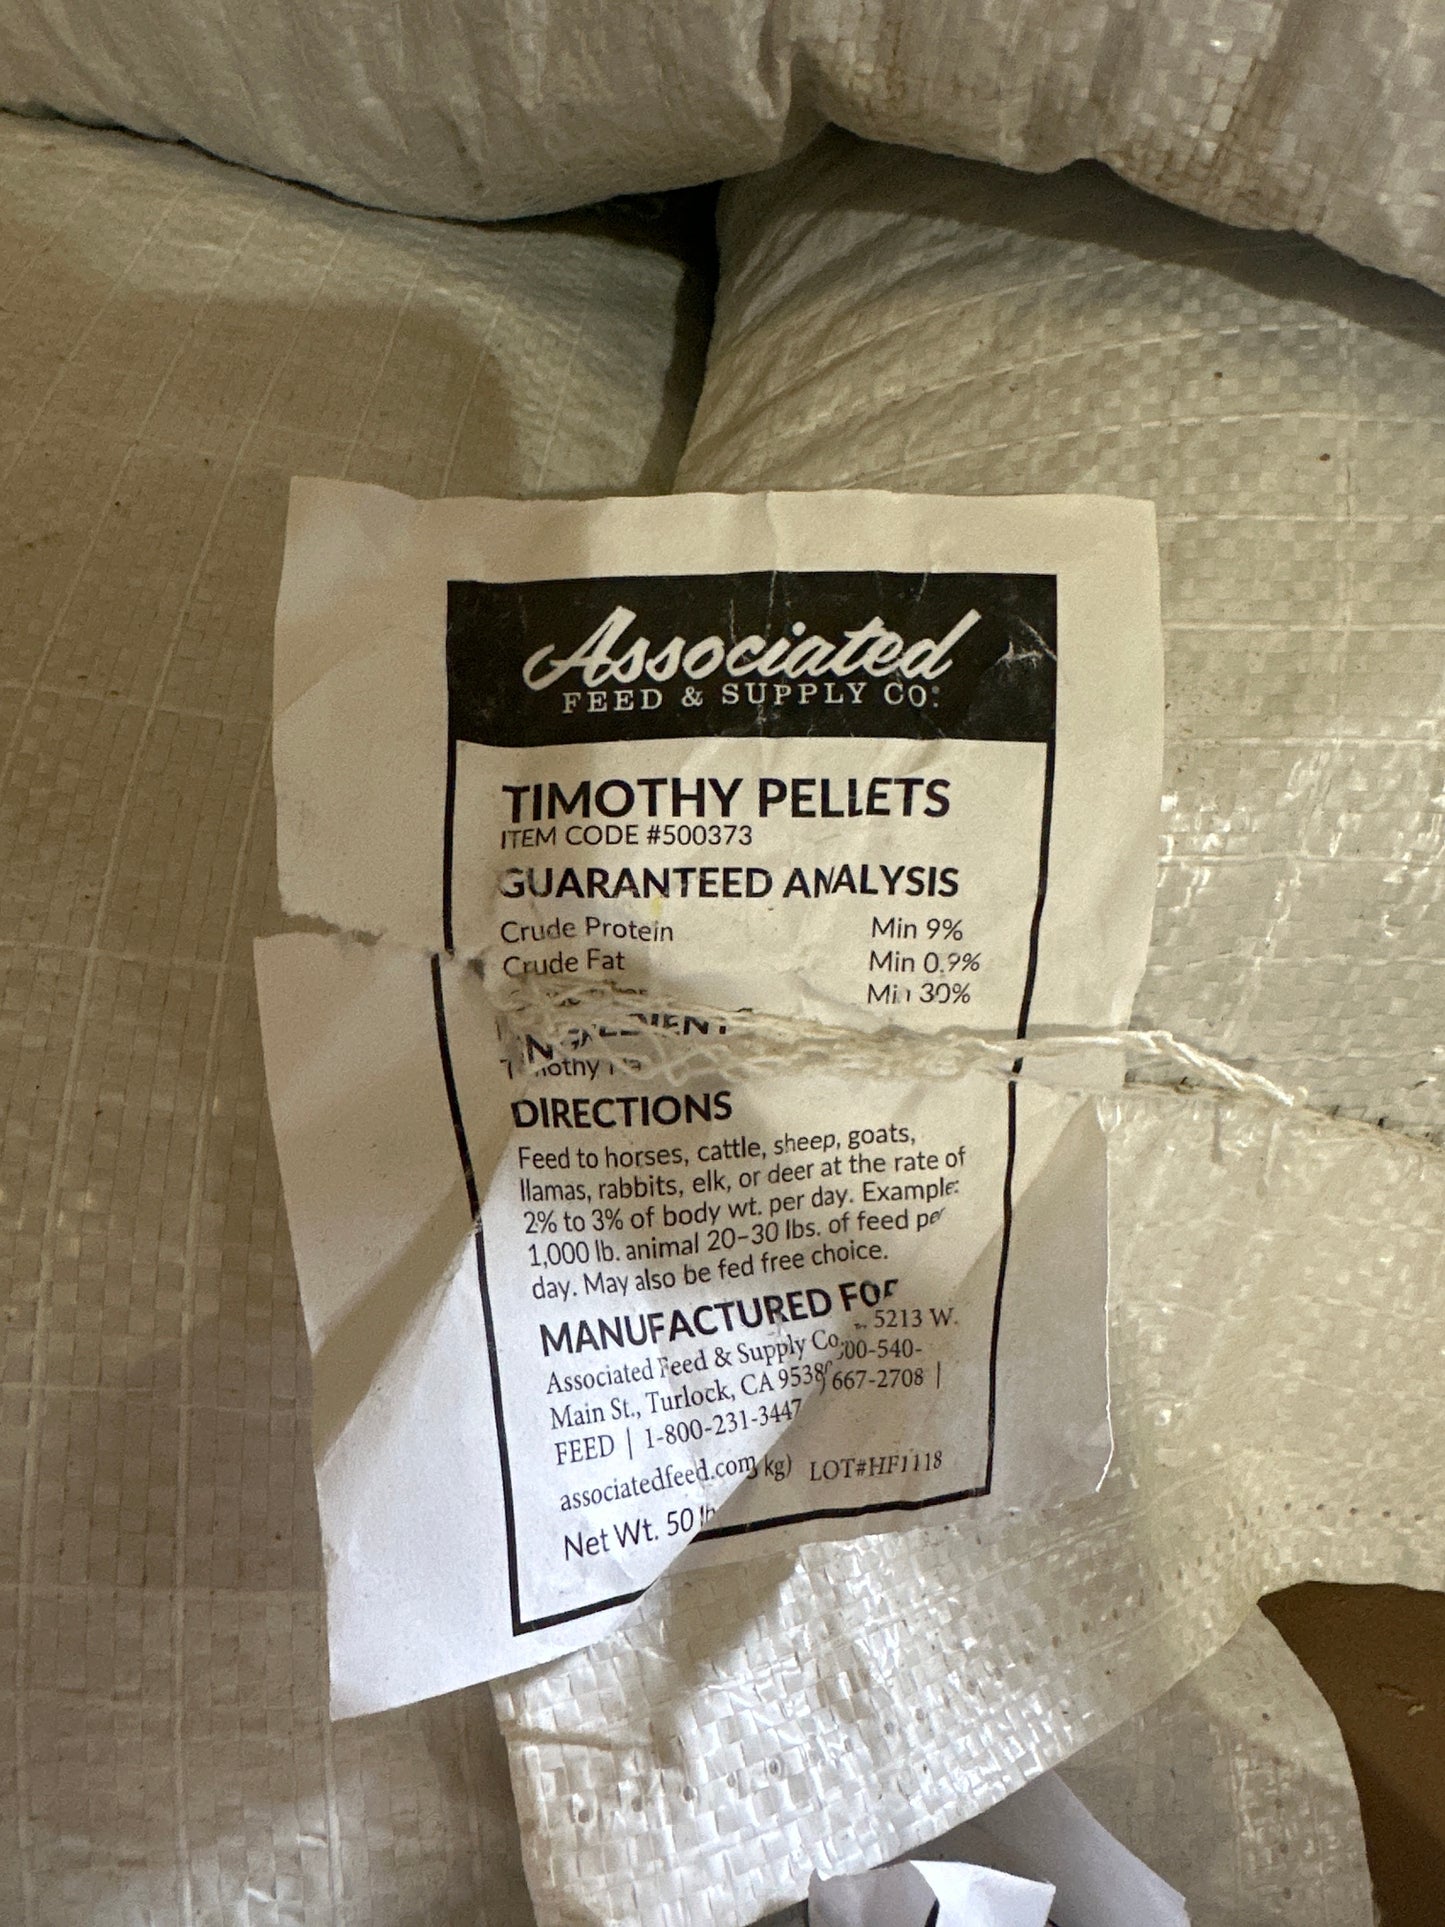 Associated
FEED & SUPPLY CO.
TIMOTHY PELLETS
ITEM CODE #500373
GUARANTEED ANALYSIS
Crude Protein Min 9%
Crude Fat Min 0.9%
Min 30%
Timothy
DIRECTIONS
Feed to horses, cattle, sheep, goats,
llamas, rabbits, elk, or deer at the rate of
2% to 3% of body wt. per day. Example:
1,000 lb. animal 20-30 lbs. of feed per
day. May also be fed free choice.
MANUFACTURED FOR
Associated Feed & Supply Co. 5213 W.
Main St., Turlock, CA 00-540-
FEED | 1-800-231-3447 667-2708 |
associatedfeed.com
Net Wt. 50 lb kg) LOT#HF1118